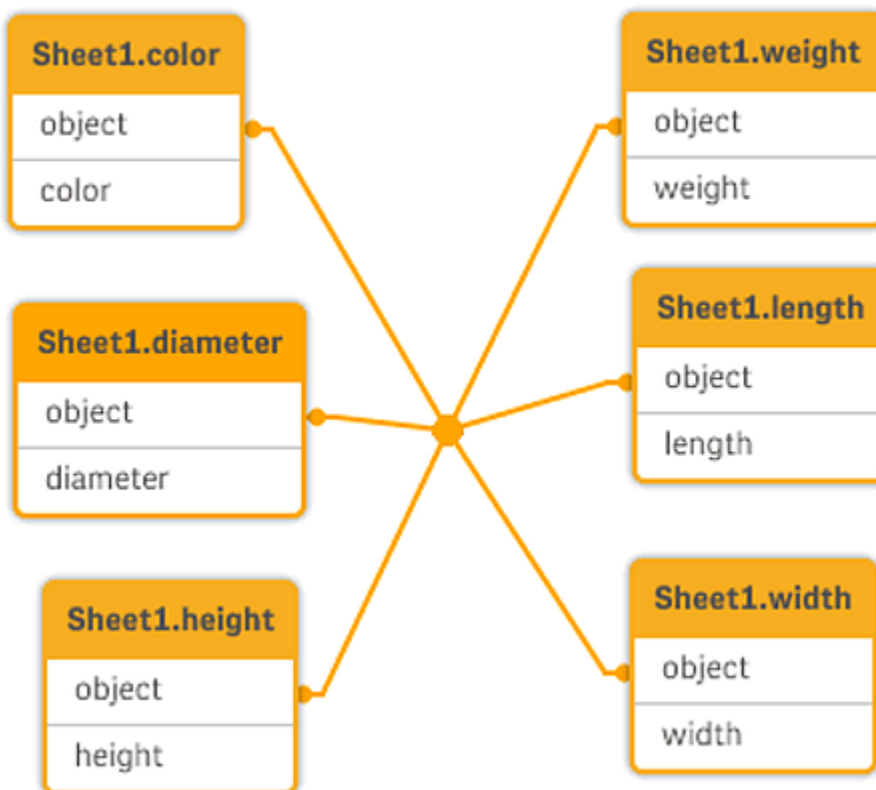 Sheet1.color
object
color
Sheet1.diameter
object
diameter
Sheet1.height
object
height
Sheet1.weight
object
weight
Sheet1.length
object
length
Sheet1.width
object
width